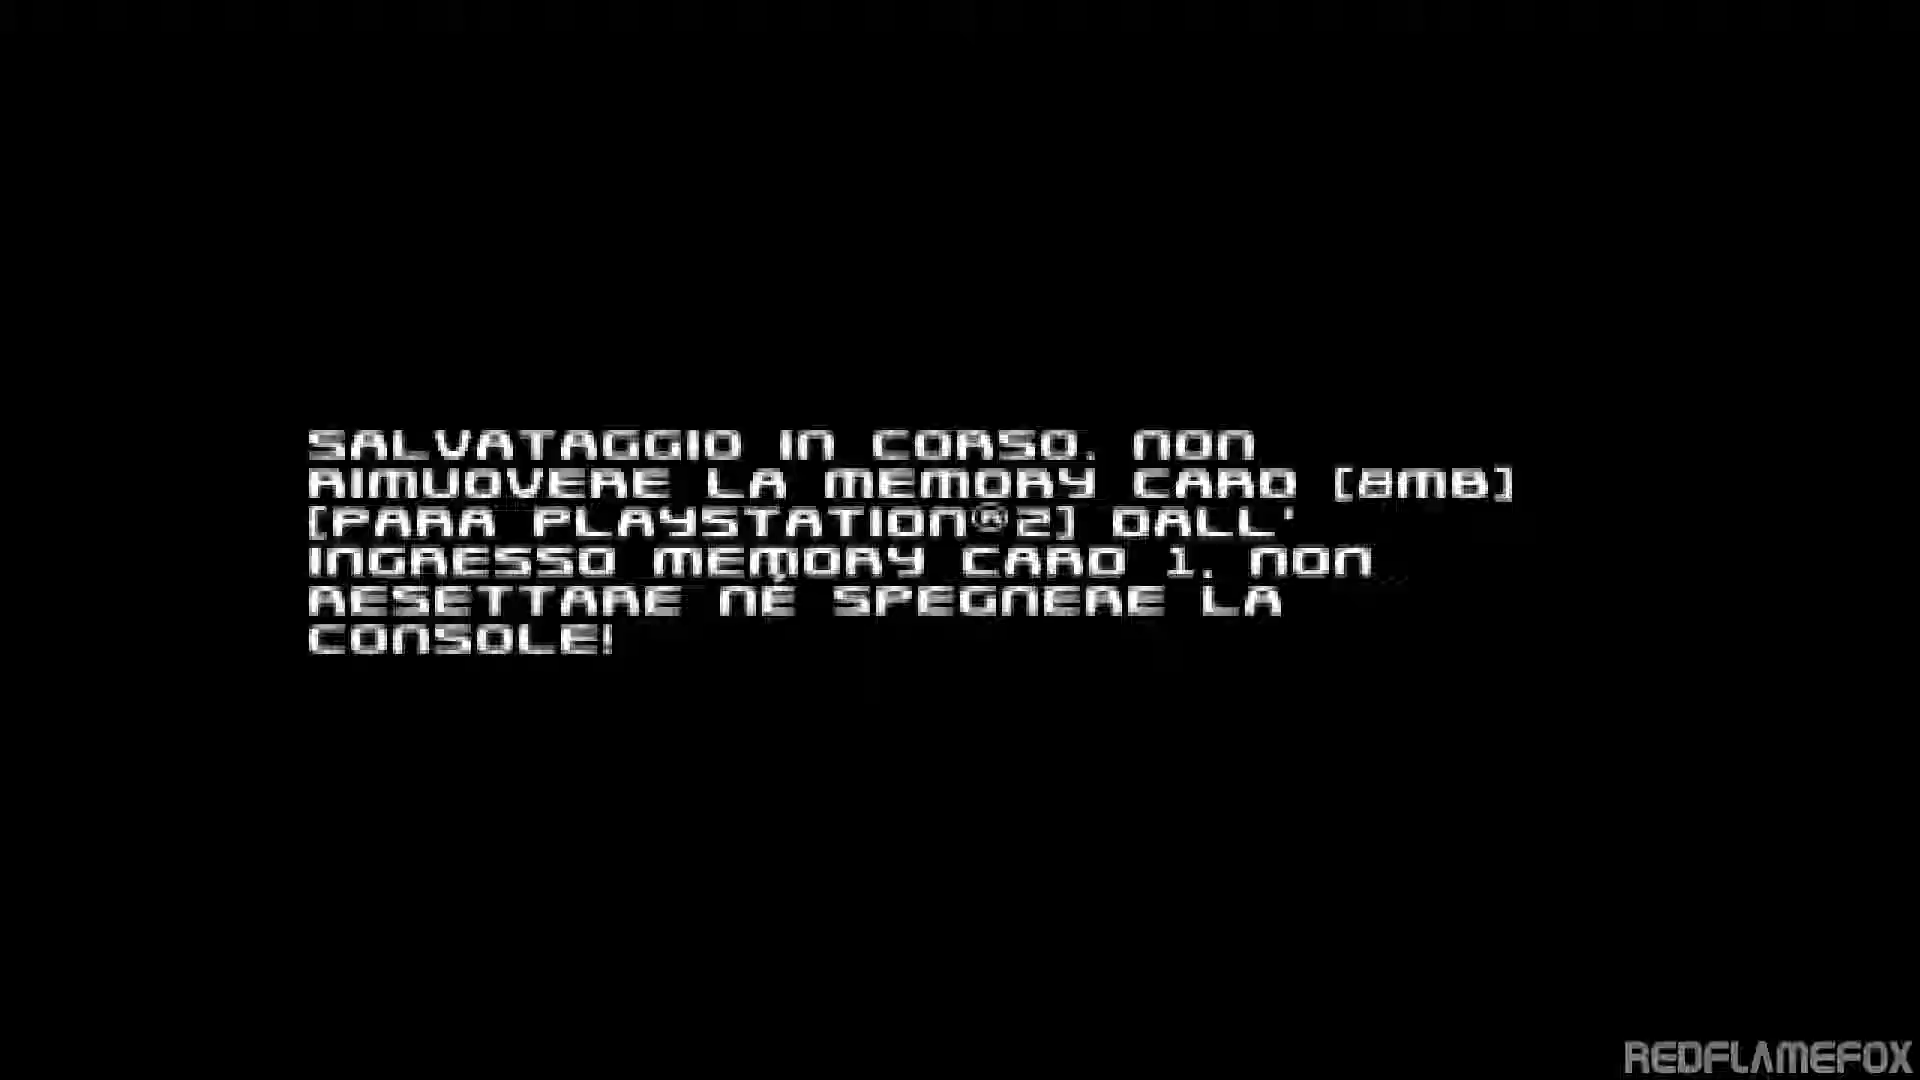 SALVATAGGIO IN CORSO. NON
RIMUOVERE LA MEMORY CARD [8MB]
[PARA PLAYSTATION®2] DALL'
INGRESSO MEMORY CARD 1. NON
RESETTARE NÉ SPEGNERE LA
CONSOLE!
REDFLAMEFOX